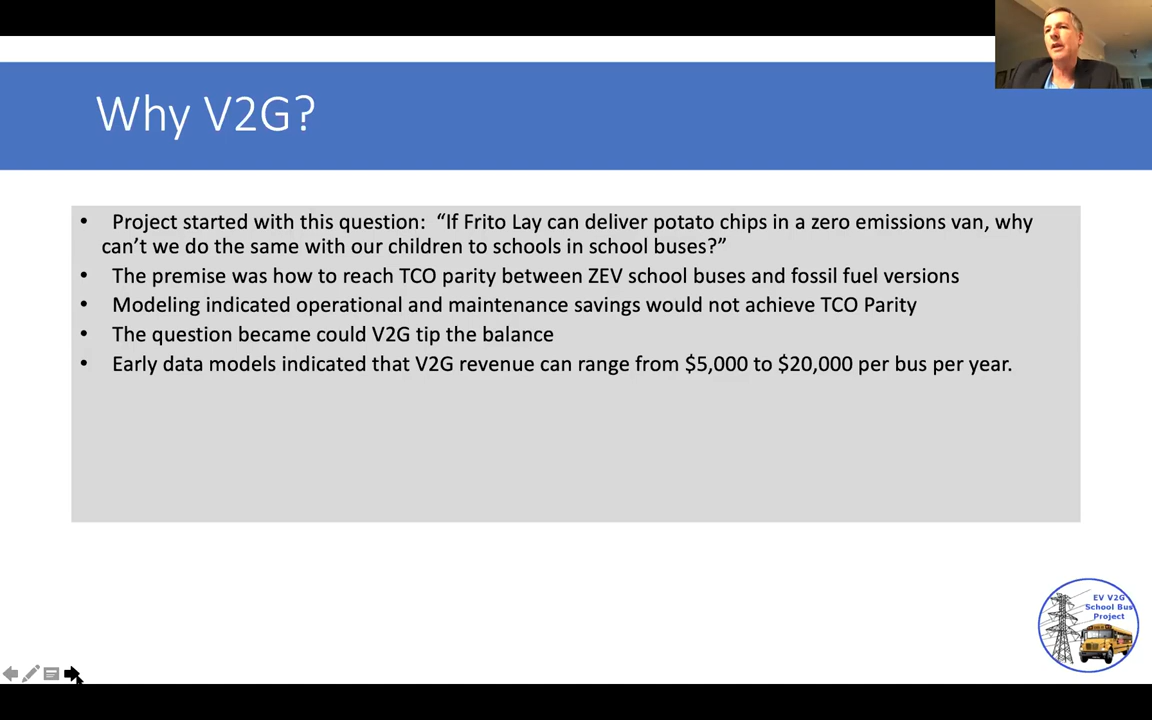 Why V2G?
• Project started with this question: “If Frito Lay can deliver potato chips in a zero emissions van, why
can’t we do the same with our children to schools in school buses?”
• The premise was how to reach TCO parity between ZEV school buses and fossil fuel versions
• Modeling indicated operational and maintenance savings would not achieve TCO Parity
• The question became could V2G tip the balance
• Early data models indicated that V2G revenue can range from $5,000 to $20,000 per bus per year.
EV V2G
School Bus
Project